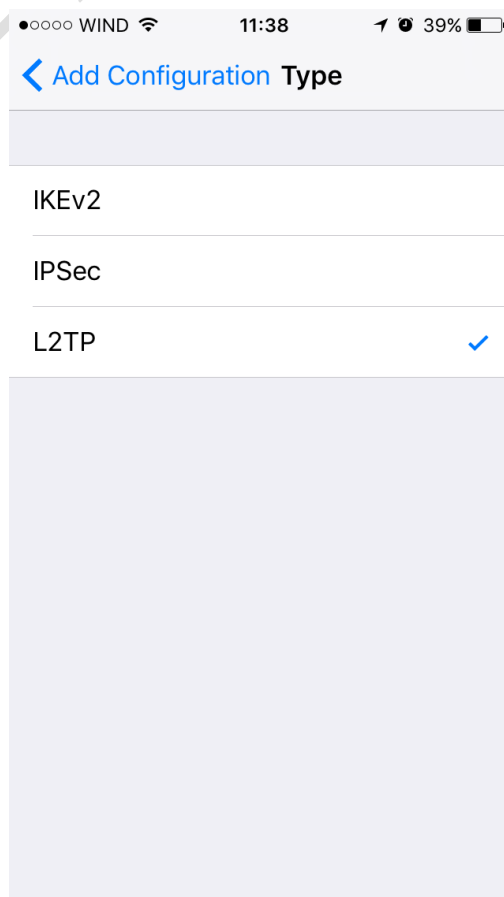 WIND 11:38 39%
Add Configuration Type
IKEv2
IPSec
L2TP